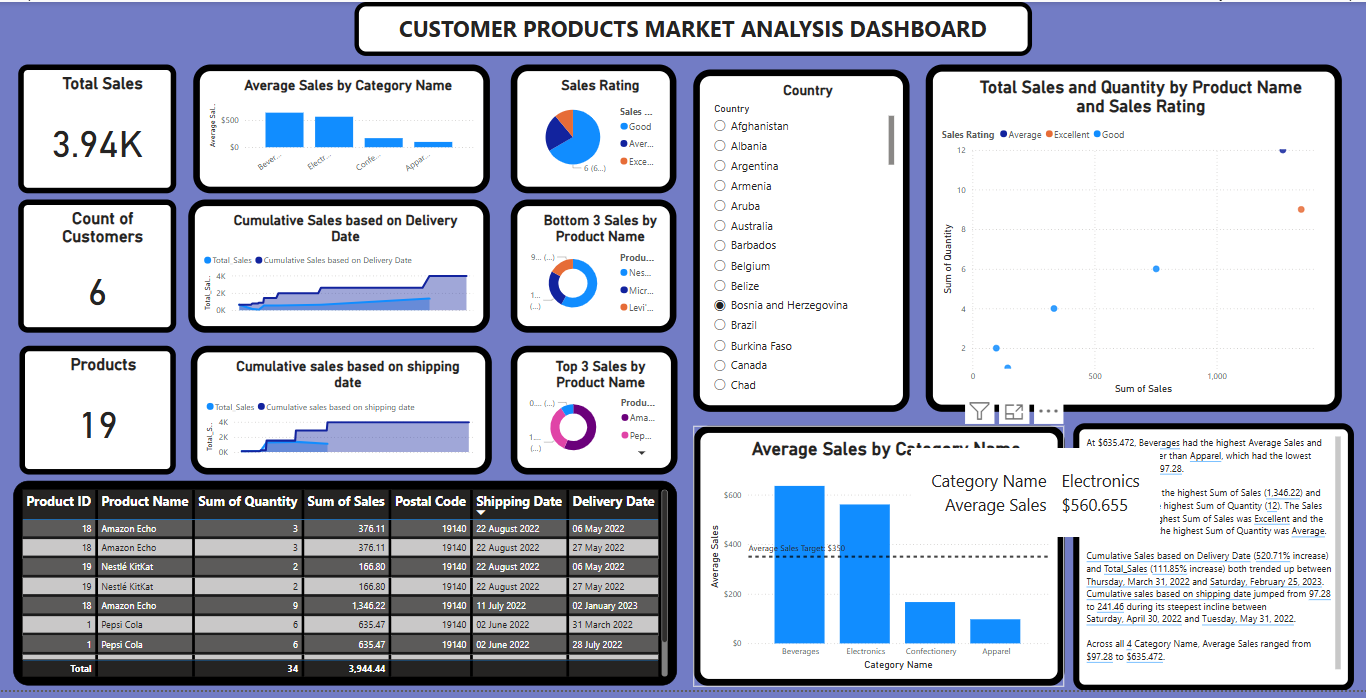 CUSTOMER PRODUCTS MARKET ANALYSIS DASHBOARD
Total Sales
3.94K
Average Sales by Category Name
Average Sal...
$500
$0
Bever...
Electr...
Confe...
Appar...
Sales Rating
Sales ...
Good
Aver...
Exce...
6 (6...)
Count of
Customers
6
Cumulative Sales based on Delivery
Date
Total_Sales Cumulative Sales based on Delivery Date
Total_Sal...
4K
2K
0K
Bottom 3 Sales by
Product Name
9... (...)
1...
(...)
Produ...
Nes...
Micr...
Levi'...
Products
19
Cumulative sales based on shipping
date
Total_Sales Cumulative sales based on shipping date
Total_S...
4K
2K
0K
Top 3 Sales by
Product Name
0... (...)
1...
(...)
Produ...
Ama...
Pep...
Country
Country
Afghanistan
Albania
Argentina
Armenia
Aruba
Australia
Barbados
Belgium
Belize
Bosnia and Herzegovina
Brazil
Burkina Faso
Canada
Chad
Total Sales and Quantity by Product Name
and Sales Rating
Sales Rating Average Excellent Good
Sum of Quantity
12
10
8
6
4
2
0 500 1,000
Sum of Sales
Product ID Product Name Sum of Quantity Sum of Sales Postal Code Shipping Date Delivery Date
18 Amazon Echo 3 376.11 19140 22 August 2022 06 May 2022
18 Amazon Echo 3 376.11 19140 22 August 2022 27 May 2022
19 Nestlé KitKat 2 166.80 19140 22 August 2022 06 May 2022
19 Nestlé KitKat 2 166.80 19140 22 August 2022 27 May 2022
18 Amazon Echo 9 1,346.22 19140 11 July 2022 02 January 2023
1 Pepsi Cola 6 635.47 19140 02 June 2022 31 March 2022
1 Pepsi Cola 6 635.47 19140 02 June 2022 28 July 2022
Total 34 3,944.44
Average Sales by Category Name
Average Sales
$600
$400
$200
$0
Average Sales Target: $350
Beverages Electronics Confectionery Apparel
Category Name
Category Name Electronics
Average Sales $560.655
At $635.472, Beverages had the highest Average Sales and
er than Apparel, which had the lowest
97.28.
the highest Sum of Sales (1,346.22) and
highest Sum of Quantity (12). The Sales
ghest Sum of Sales was Excellent and the
he highest Sum of Quantity was Average.
Cumulative Sales based on Delivery Date (520.71% increase)
and Total_Sales (111.85% increase) both trended up between
Thursday, March 31, 2022 and Saturday, February 25, 2023.
Cumulative sales based on shipping date jumped from 97.28
to 241.46 during its steepest incline between
Saturday, April 30, 2022 and Tuesday, May 31, 2022.
Across all 4 Category Name, Average Sales ranged from
$97.28 to $635.472.